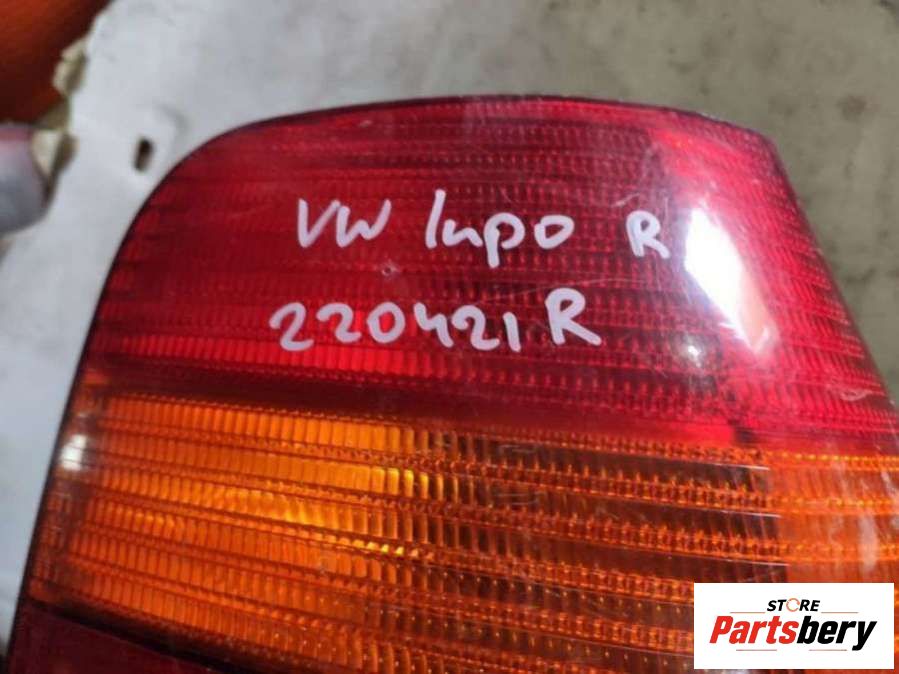 VW lupo R
220421 R
STORE
Partsbery